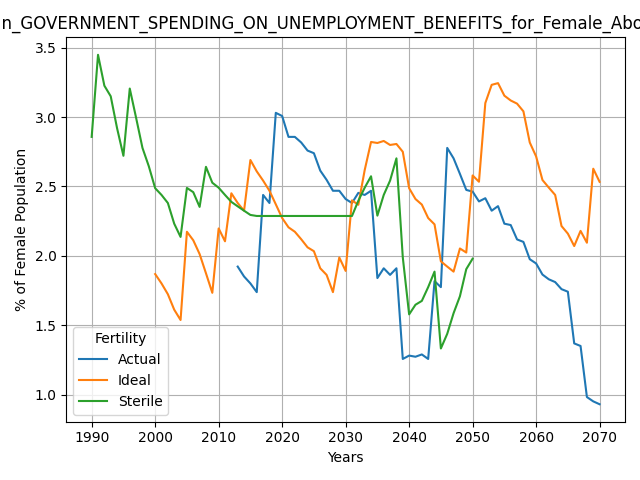 n_GOVERNMENT_SPENDING_ON_UNEMPLOYMENT_BENEFITS_for_Female_Abo
3.5
3.0
2.5
2.0
1.5
1.0
% of Female Population
Fertility
Actual
Ideal
Sterile
1990 2000 2010 2020 2030 2040 2050 2060 2070
Years